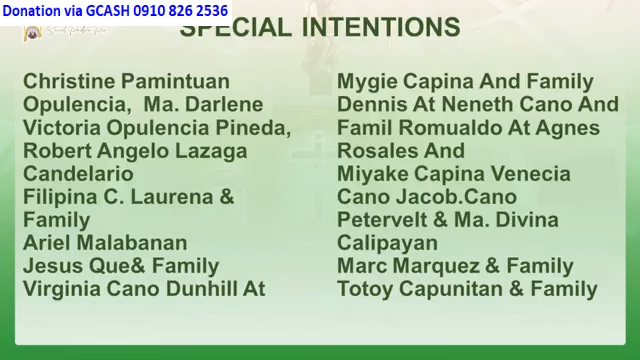 Donation via GCASH 0910 826 2536
SPECIAL INTENTIONS
Christine Pamintuan
Opulencia, Ma. Darlene
Victoria Opulencia Pineda,
Robert Angelo Lazaga
Candelario
Filipina C. Laurena &
Family
Ariel Malabanan
Jesus Que& Family
Virginia Cano Dunhill At
Mygie Capina And Family
Dennis At Neneth Cano And
Famil Romualdo At Agnes
Rosales And
Miyake Capina Venecia
Cano Jacob.Cano
Petervelt & Ma. Divina
Calipayan
Marc Marquez & Family
Totoy Capunitan & Family